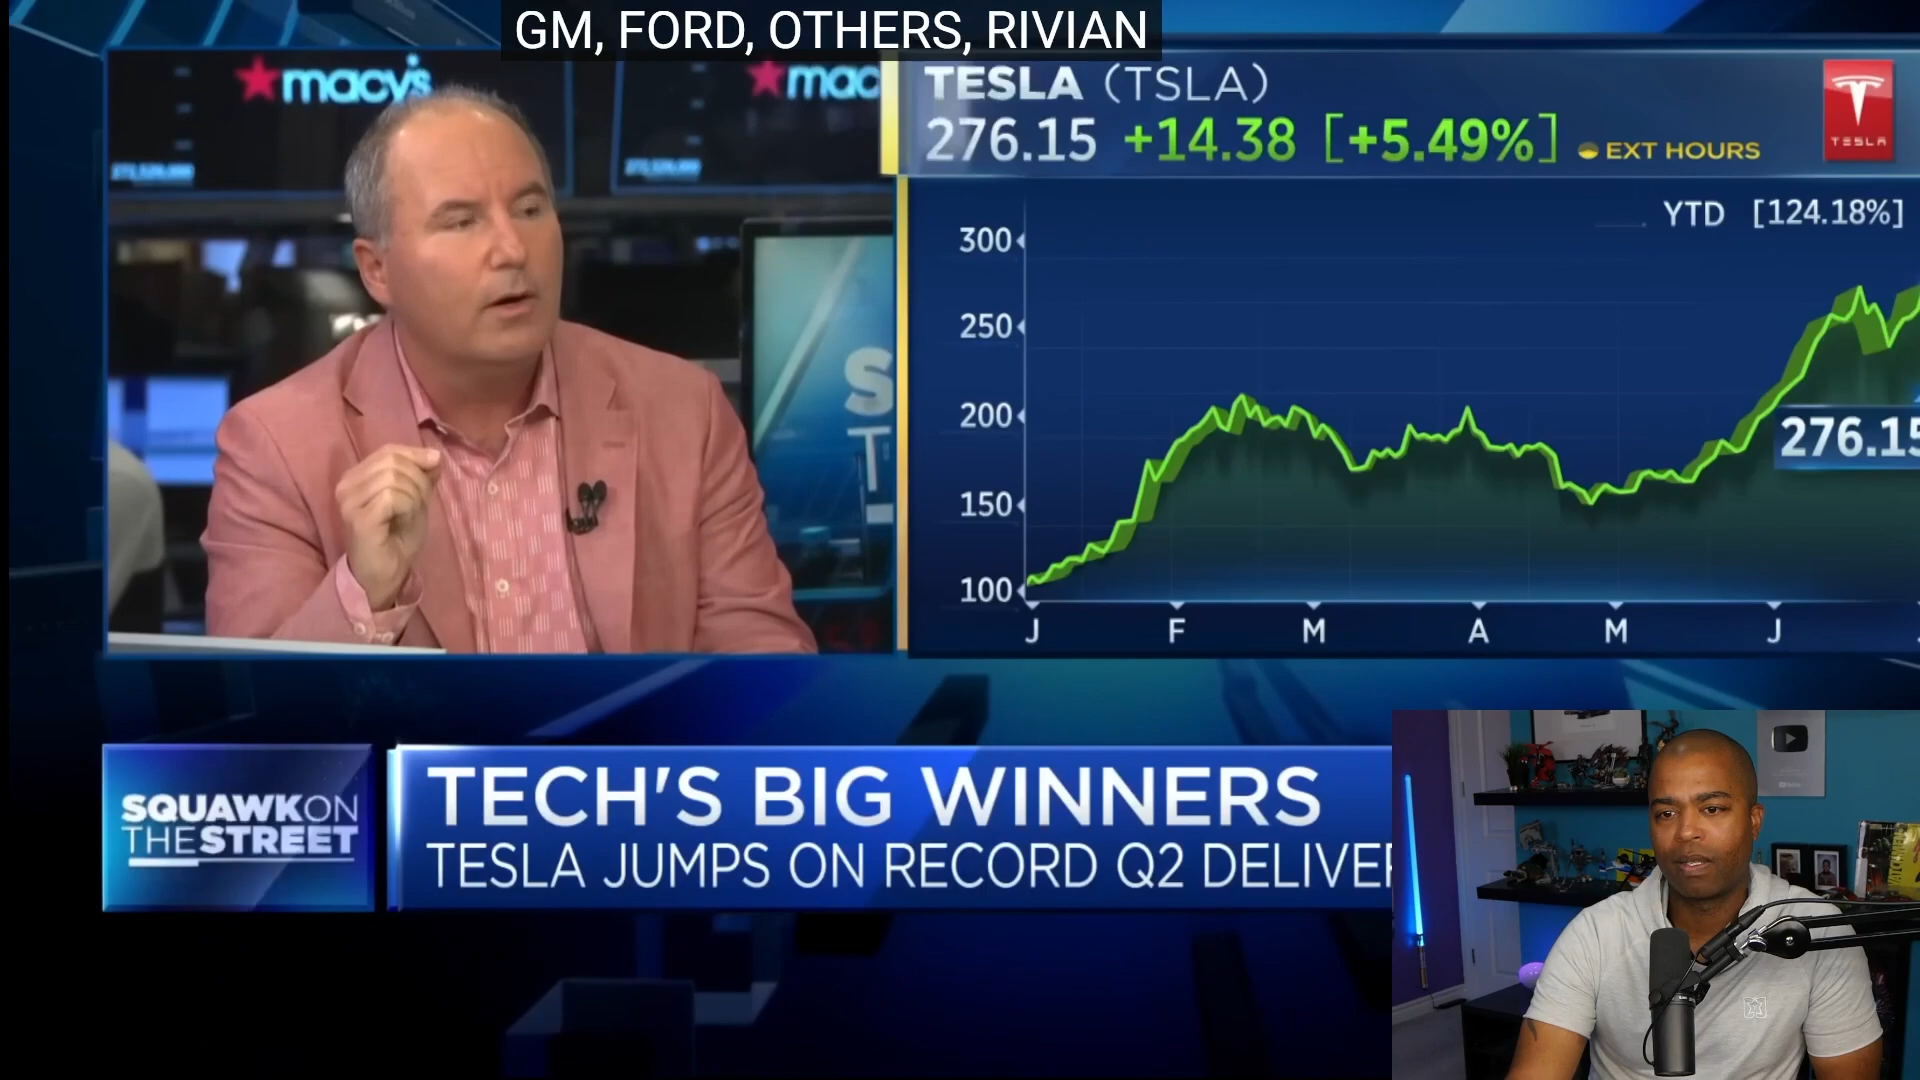 GM, FORD, OTHERS, RIVIAN
macy's
mac
TESLA (TSLA)
276.15 +14.38 [+5.49%] EXT HOURS
TESLA
YTD [124.18%]
300
250
200
150
100
276.15
J F M A M J
S
T
SQUAWK ON
THE STREET
TECH'S BIG WINNERS
TESLA JUMPS ON RECORD Q2 DELIVER